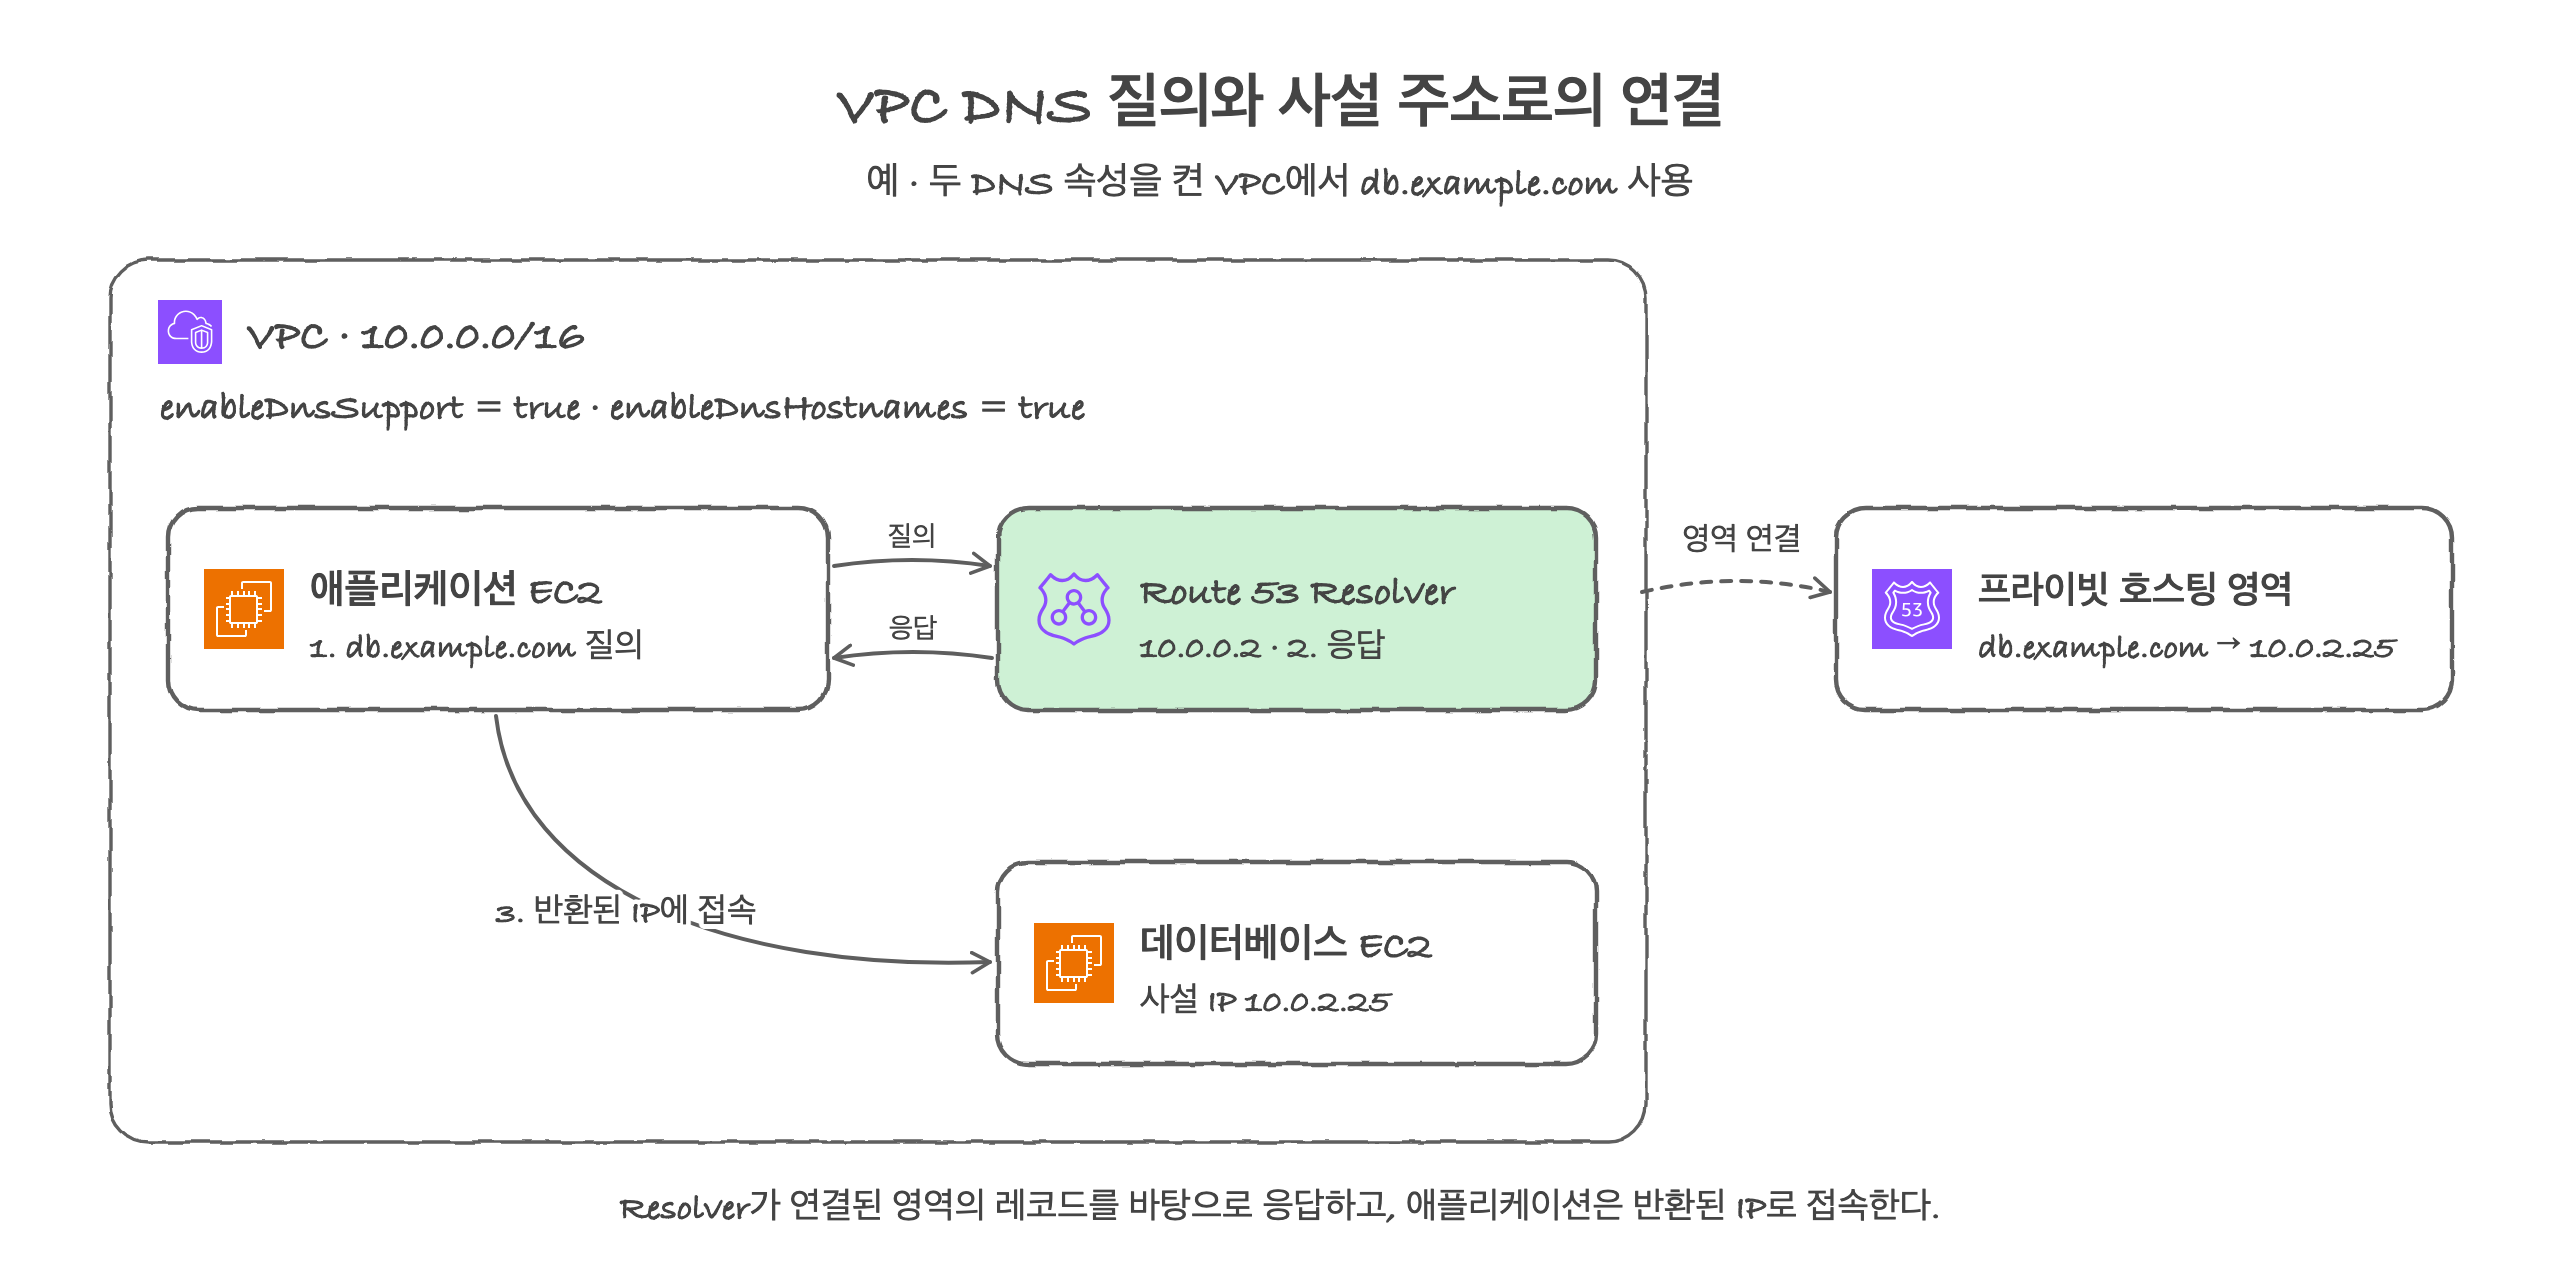 VPC DNS 질의와 사설 주소로의 연결
예 · 두 DNS 속성을 켠 VPC에서 db.example.com 사용
VPC · 10.0.0.0/16
enableDnsSupport = true · enableDnsHostnames = true
애플리케이션 EC2
1. db.example.com 질의
질의
응답
Route 53 Resolver
10.0.0.2 · 2. 응답
영역 연결
53
프라이빗 호스팅 영역
db.example.com → 10.0.2.25
3. 반환된 IP에 접속
데이터베이스 EC2
사설 IP 10.0.2.25
Resolver가 연결된 영역의 레코드를 바탕으로 응답하고, 애플리케이션은 반환된 IP로 접속한다.